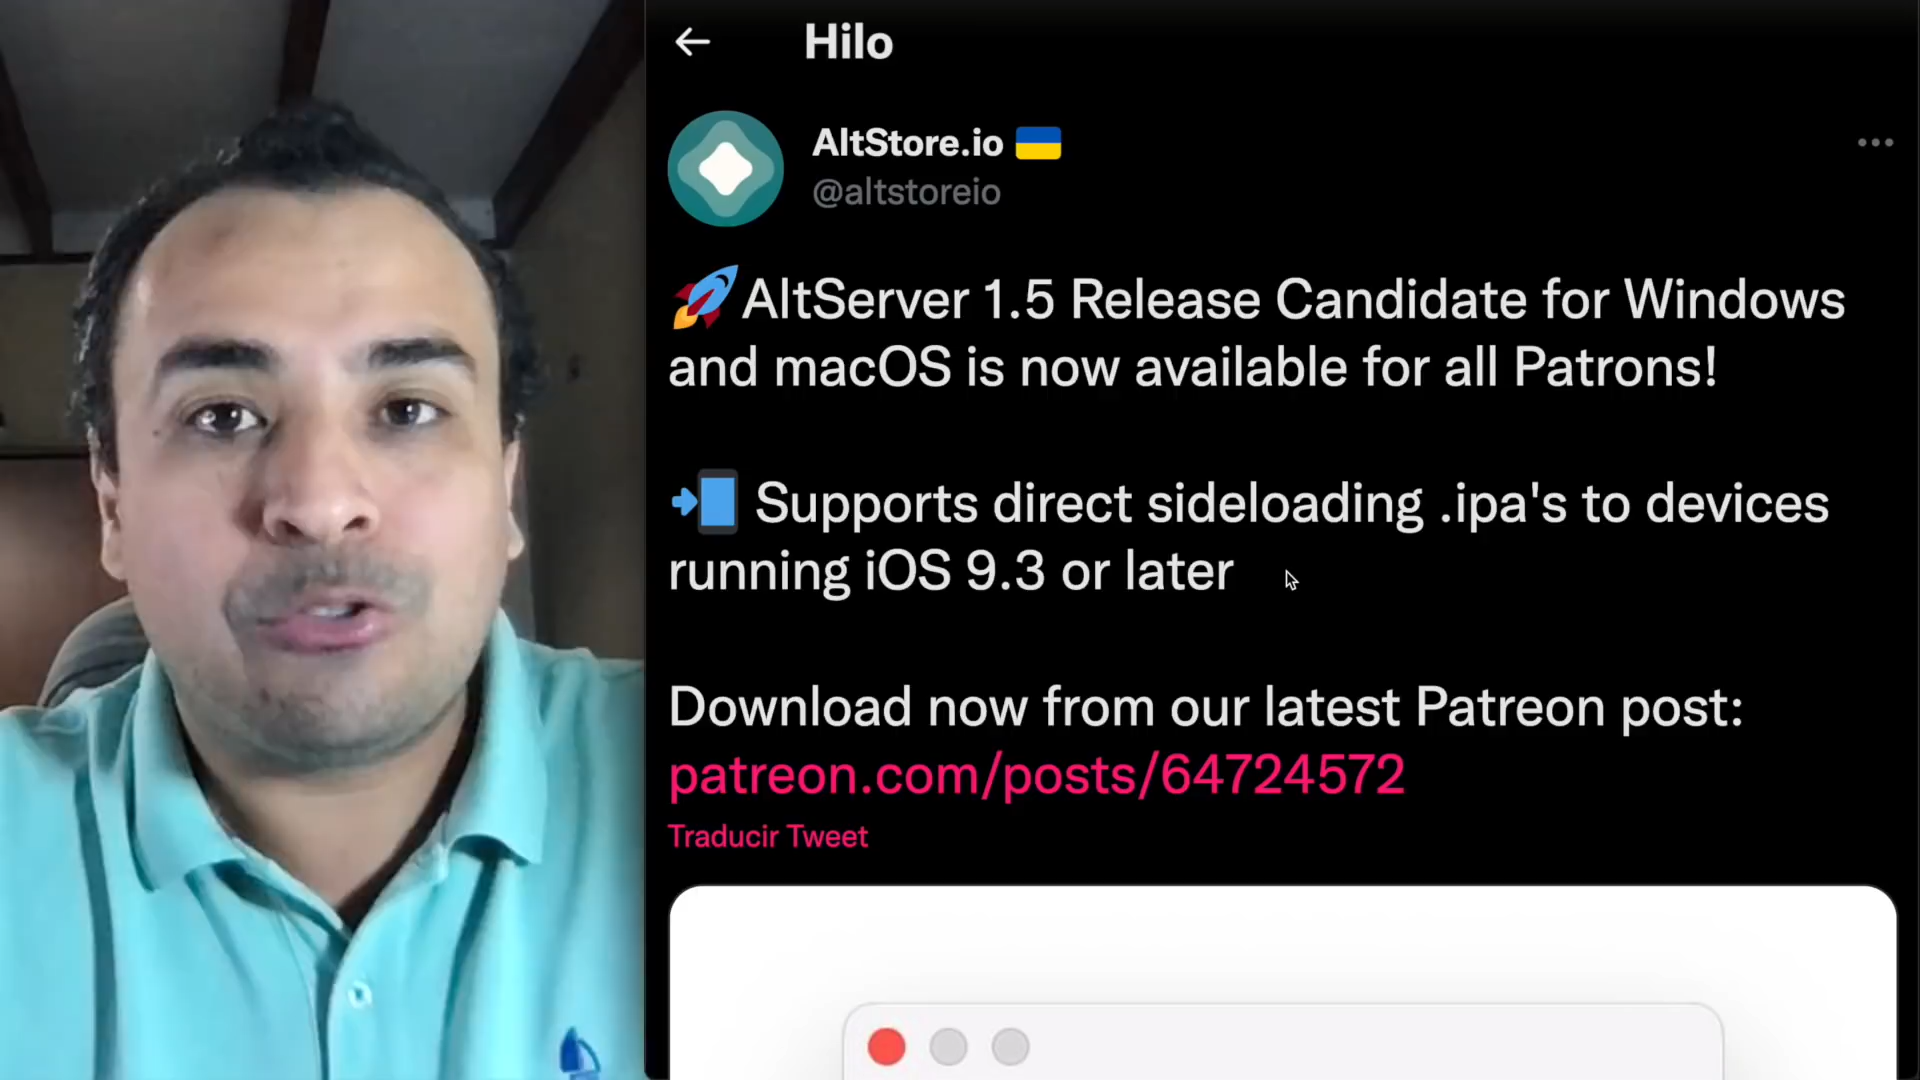 Hilo
AltStore.io
@altstoreio
AltServer 1.5 Release Candidate for Windows
and macOS is now available for all Patrons!
Supports direct sideloading .ipa's to devices
running iOS 9.3 or later
Download now from our latest Patreon post:
patreon.com/posts/64724572
Traducir Tweet